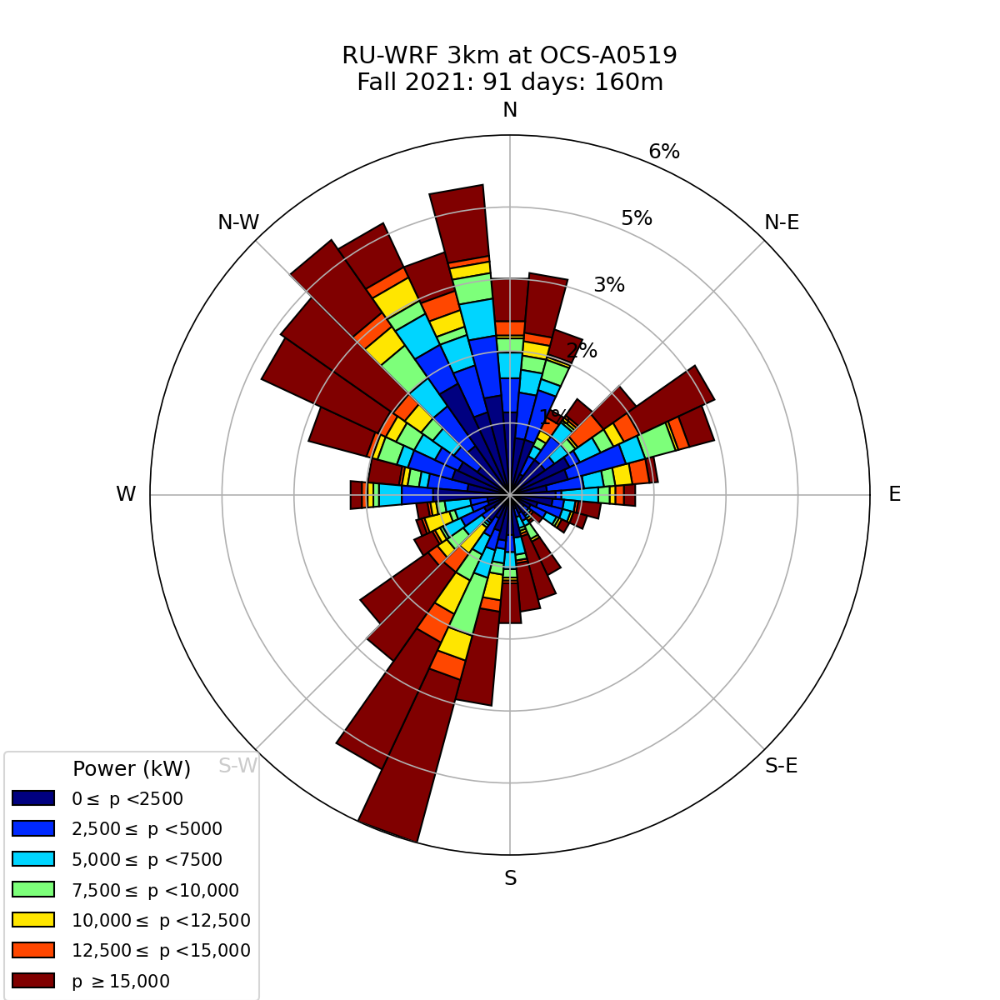 RU-WRF 3km at OCS-A0519
Fall 2021: 91 days: 160m
N
6%
N-W
5%
N-E
3%
2%
1%
W
E
S-W
S-E
S
Power (kW)
0≤ p <2500
2,500≤ p <5000
5,000≤ p <7500
7,500≤ p <10,000
10,000≤ p <12,500
12,500≤ p <15,000
p ≥15,000